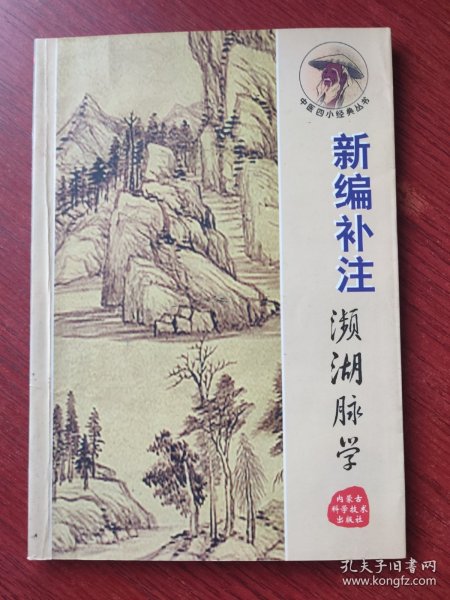 中医四小经典丛书
新编补注
濒湖脉学
内蒙古
科学技术
出版社
孔夫子旧书网
www.kongfz.com